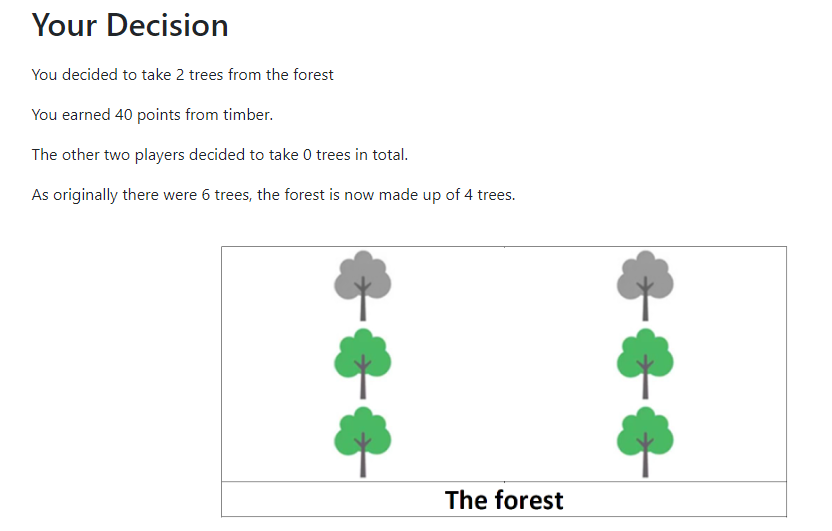 Your Decision
You decided to take 2 trees from the forest
You earned 40 points from timber.
The other two players decided to take 0 trees in total.
As originally there were 6 trees, the forest is now made up of 4 trees.
The forest